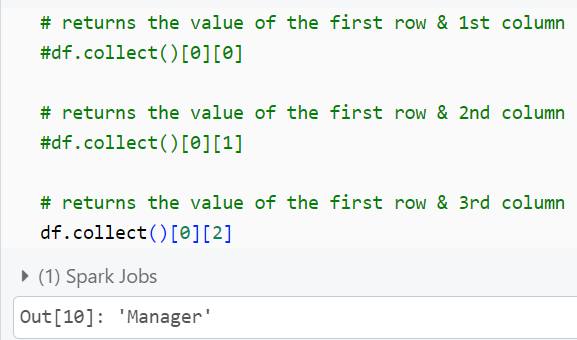 # returns the value of the first row & 1st column
#df.collect()[0][0]
# returns the value of the first row & 2nd column
#df.collect()[0][1]
# returns the value of the first row & 3rd column
df.collect()[0][2]
(1) Spark Jobs
Out[10]: 'Manager'